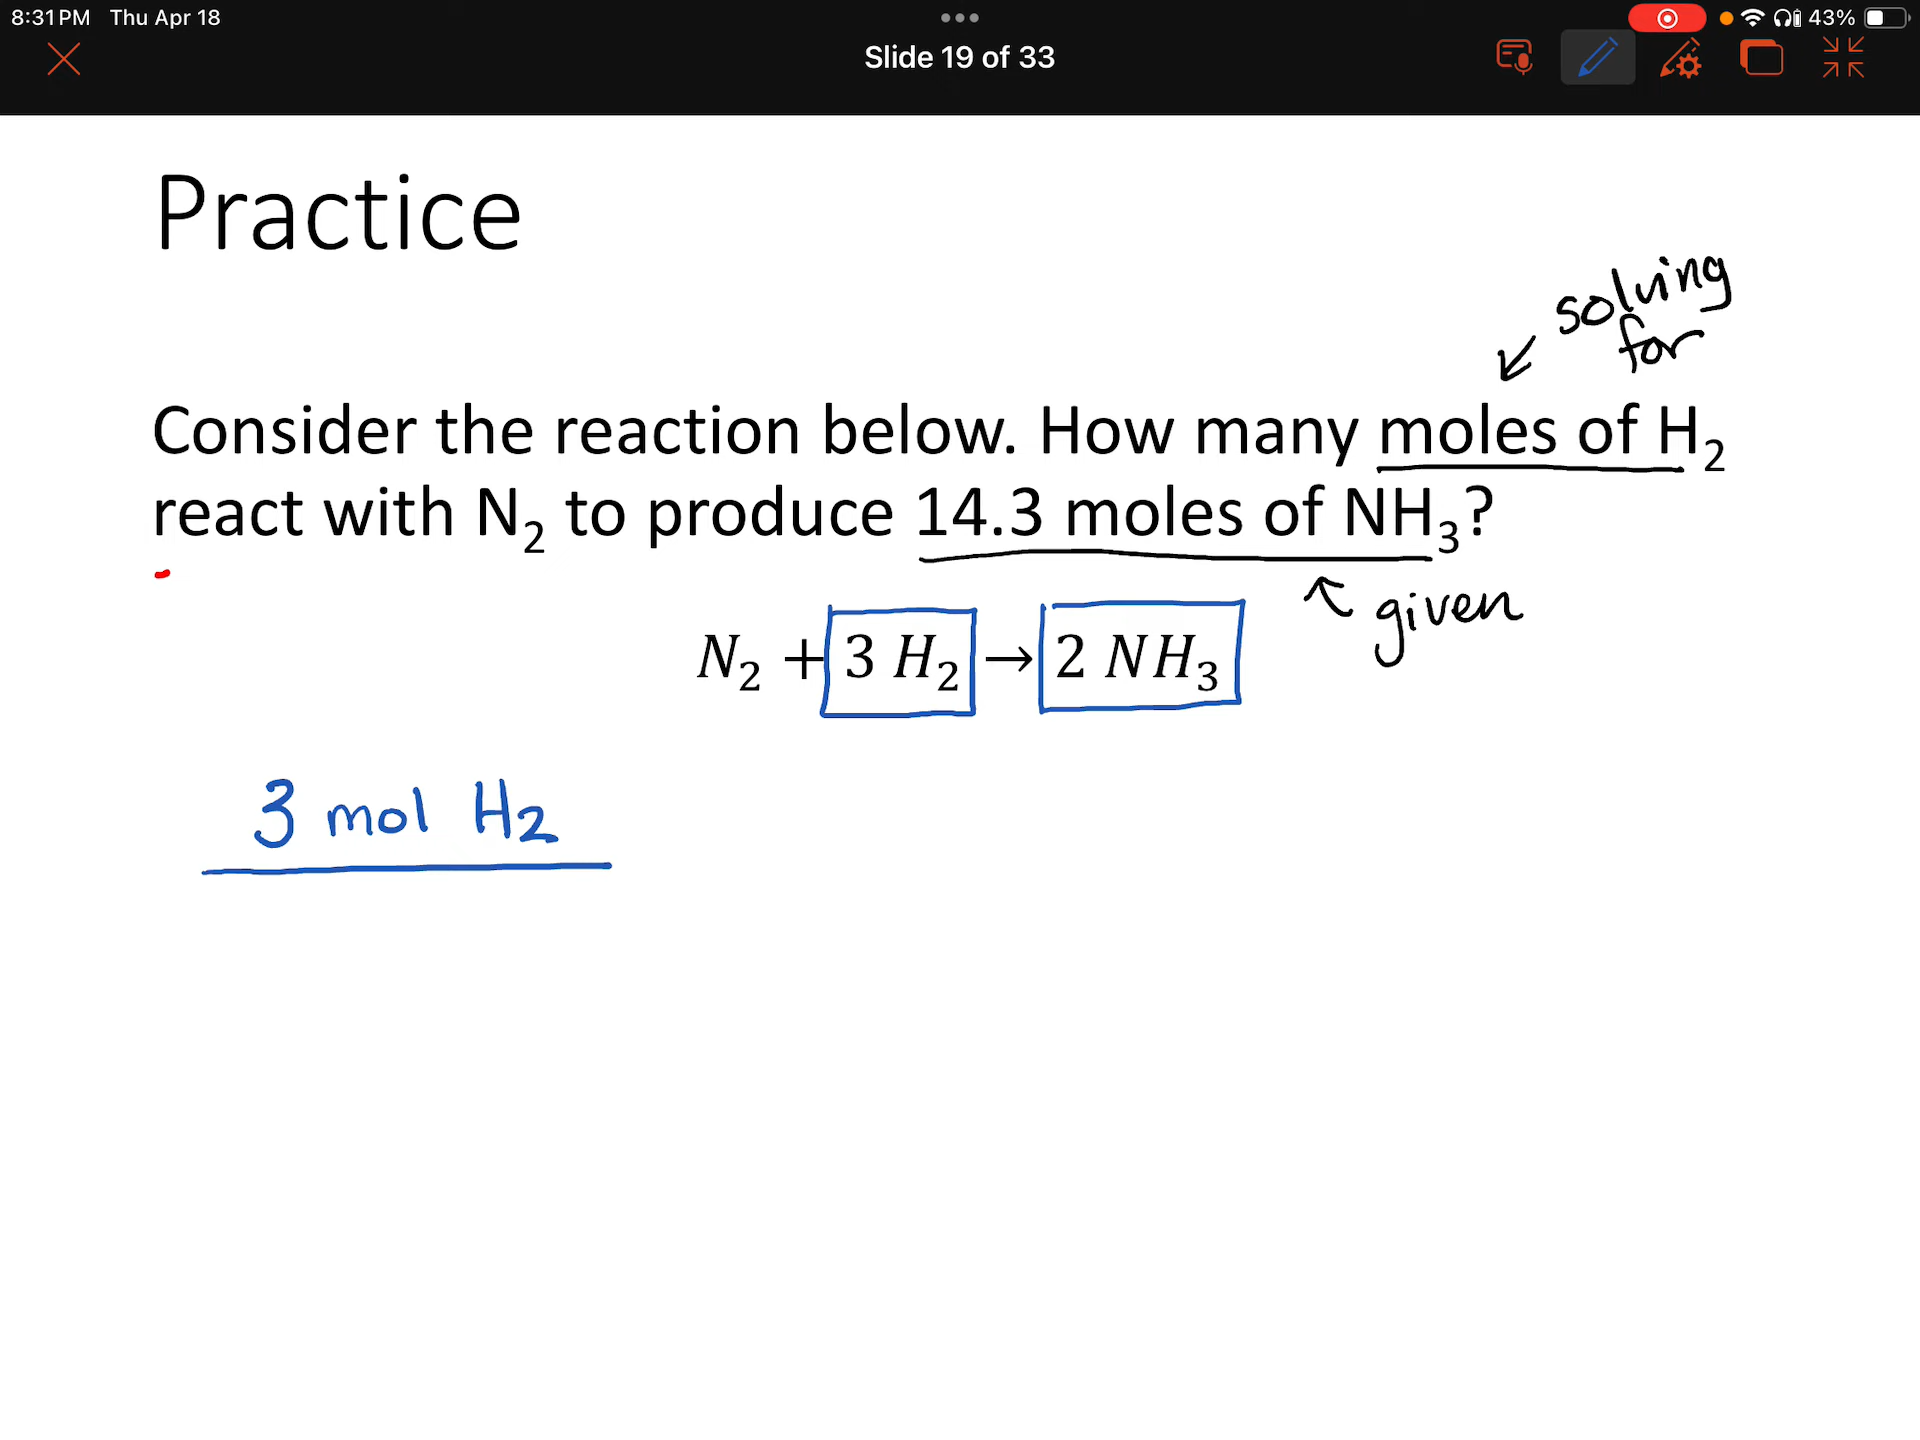 8:31 PM Thu Apr 18
43%
Slide 19 of 33
Practice
solving
for
Consider the reaction below. How many moles of H₂
react with N₂ to produce 14.3 moles of NH₃?
given
N₂ + 3 H₂ → 2 NH₃
3 mol H₂